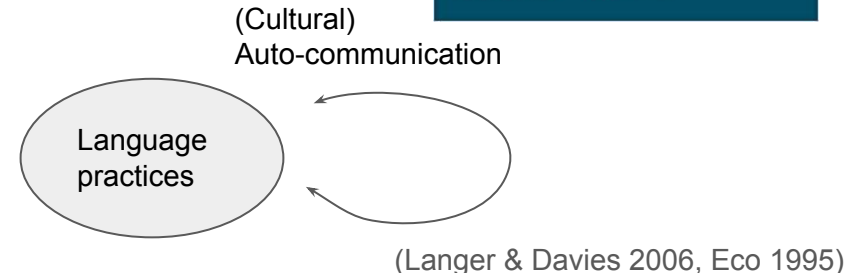 (Cultural)
Auto-communication
Language
practices
(Langer & Davies 2006, Eco 1995)